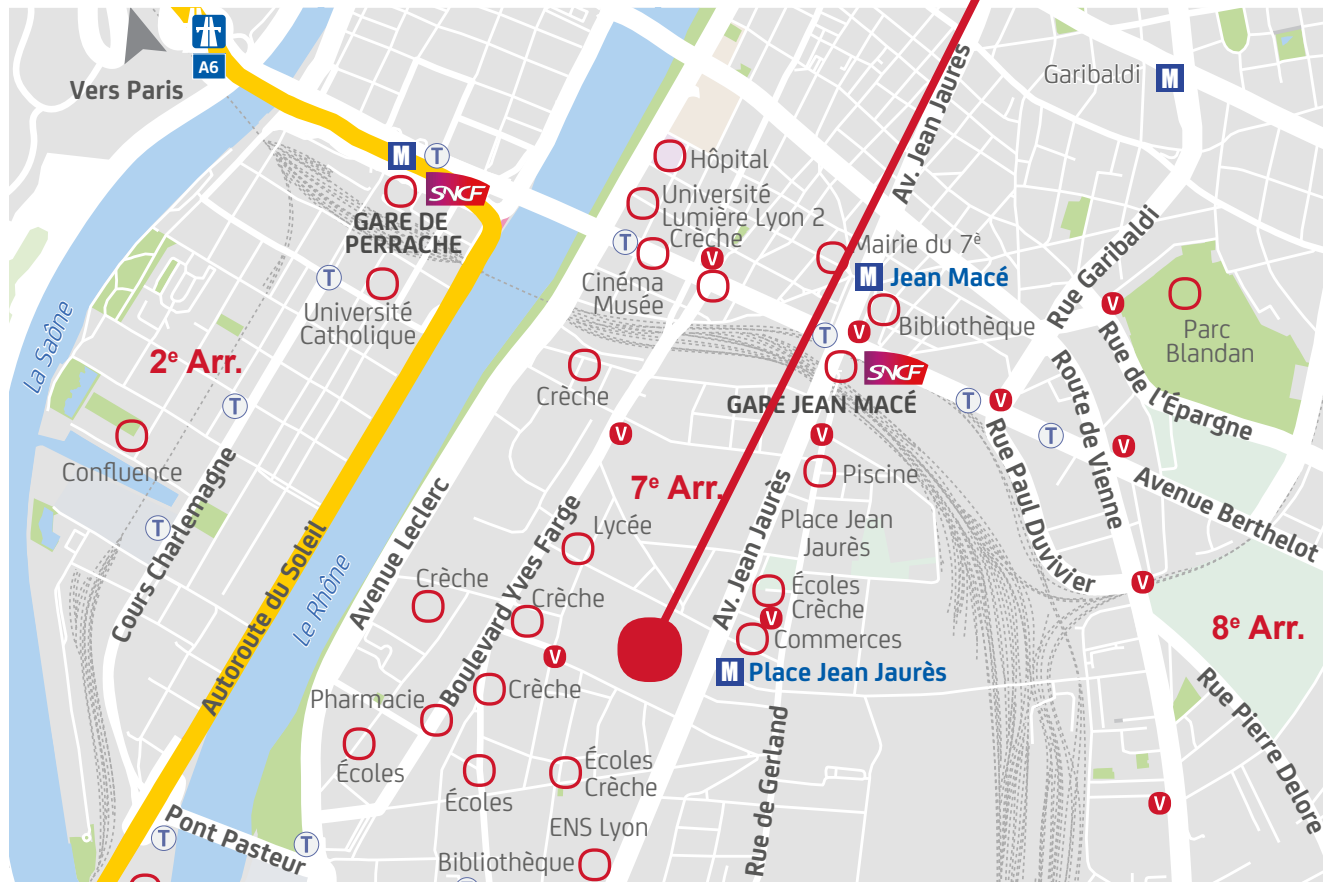 A6
Vers Paris
M
T
SNCF
GARE DE
PERRACHE
T
Université
Catholique
La Saône
2e Arr.
T
Confluence
T
Cours Charlemagne
Autoroute du Soleil
Le Rhône
Avenue Leclerc
Pont Pasteur
T
T
Hôpital
Université
Lumière Lyon 2
Crèche
T
V
Cinéma
Musée
Av. Jean Jaurès
Garibaldi
M
Mairie du 7è
M Jean Macé
Bibliothèque
V
T
SNCF
GARE JEAN MACÉ
V
Piscine
Crèche
V
7e Arr.
Lycée
Boulevard Yves Farge
Crèche
Crèche
V
Crèche
Pharmacie
Écoles
Écoles
Écoles
Crèche
ENS Lyon
Bibliothèque
Av. Jean Jaurès
Place Jean
Jaurès
Écoles
Crèche
V
Commerces
M Place Jean Jaurès
Rue de Gerland
Rue Garibaldi
V
Rue de l'Épargne
Parc
Blandan
Route de Vienne
T
V
T
V
Rue Paul Duvivier
Avenue Berthelot
V
8e Arr.
Rue Pierre Delore
V